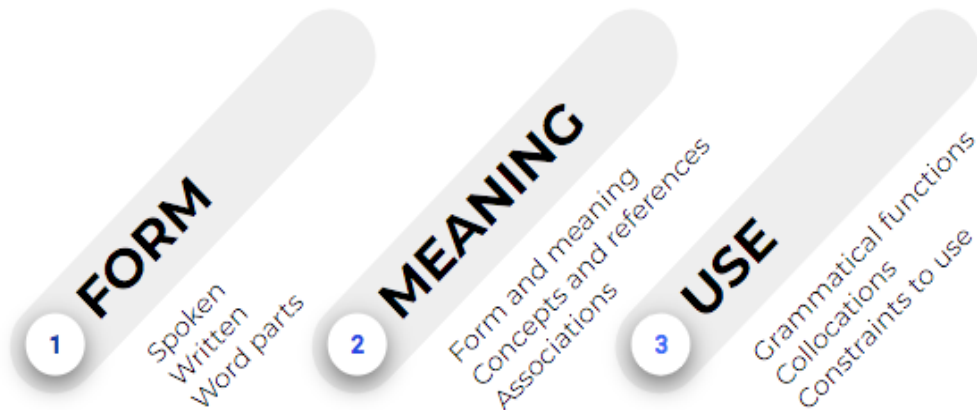 1
FORM
Spoken
Written
Word parts
2
MEANING
Form and meaning
Concepts and references
Associations
3
USE
Grammatical functions
Collocations
Constraints to use